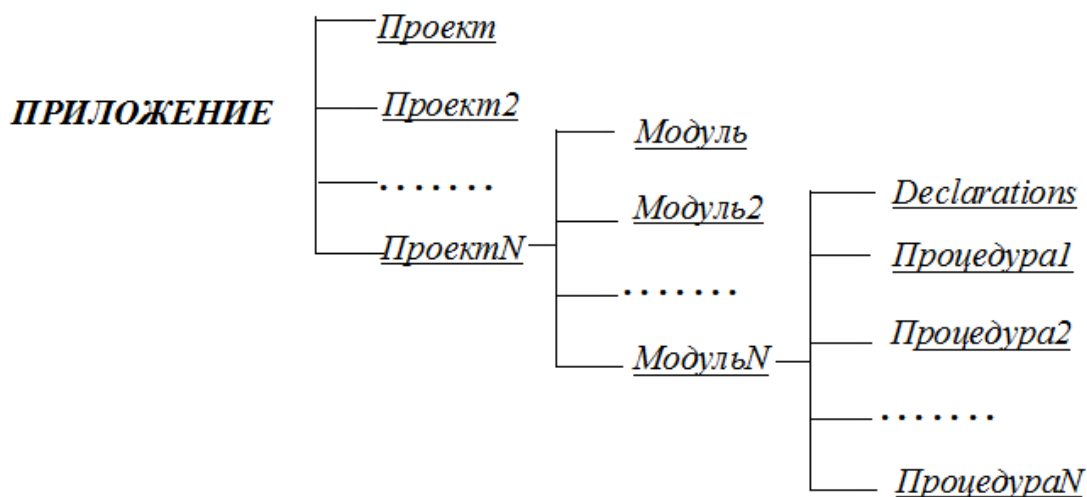 ПРИЛОЖЕНИЕ
Проект
Проект2
.......
ПроектN
Модуль
Модуль2
.......
МодульN
Declarations
Процедура1
Процедура2
.......
ПроцедураN